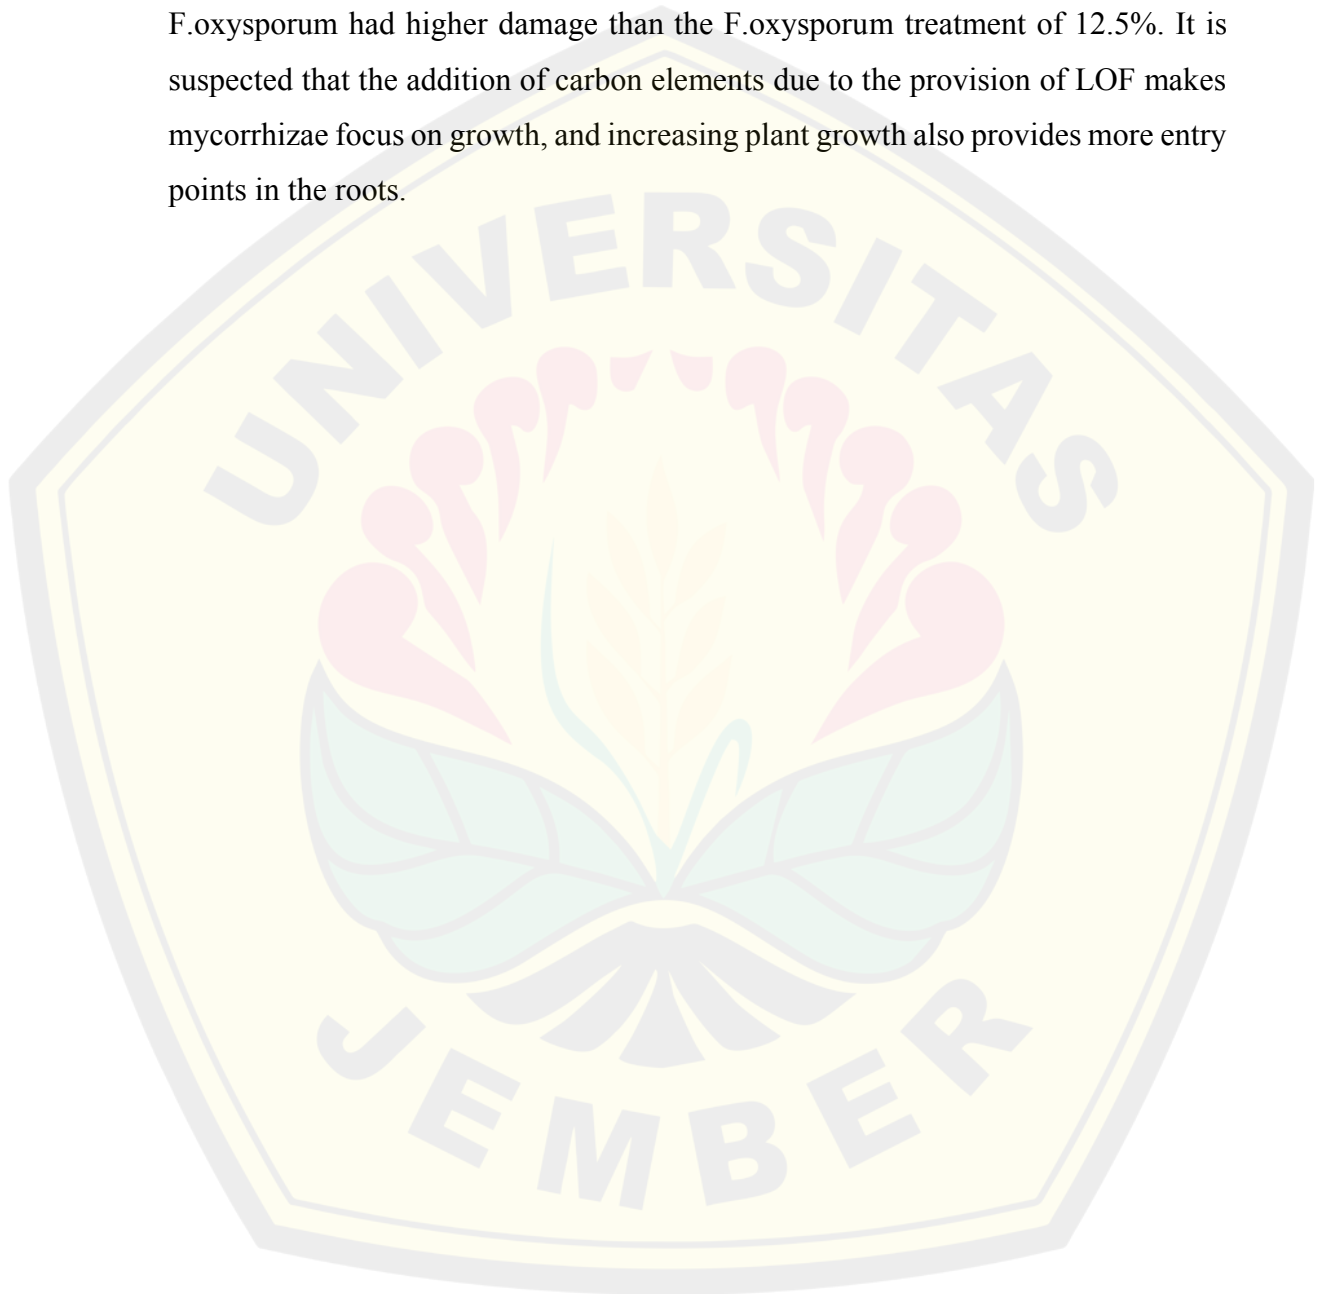 F.oxysporum had higher damage than the F.oxysporum treatment of 12.5%. It is
suspected that the addition of carbon elements due to the provision of LOF makes
mycorrhizae focus on growth, and increasing plant growth also provides more entry
points in the roots.
UNIVERSITAS
JEMBER